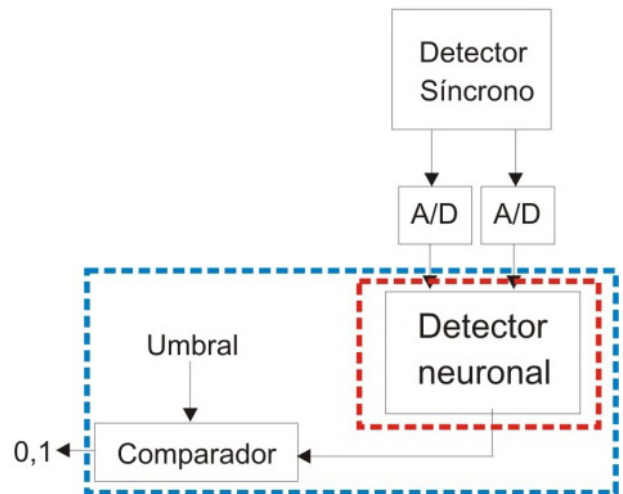 Detector
Síncrono
A/D
A/D
Detector
neuronal
Umbral
Comparador
0,1